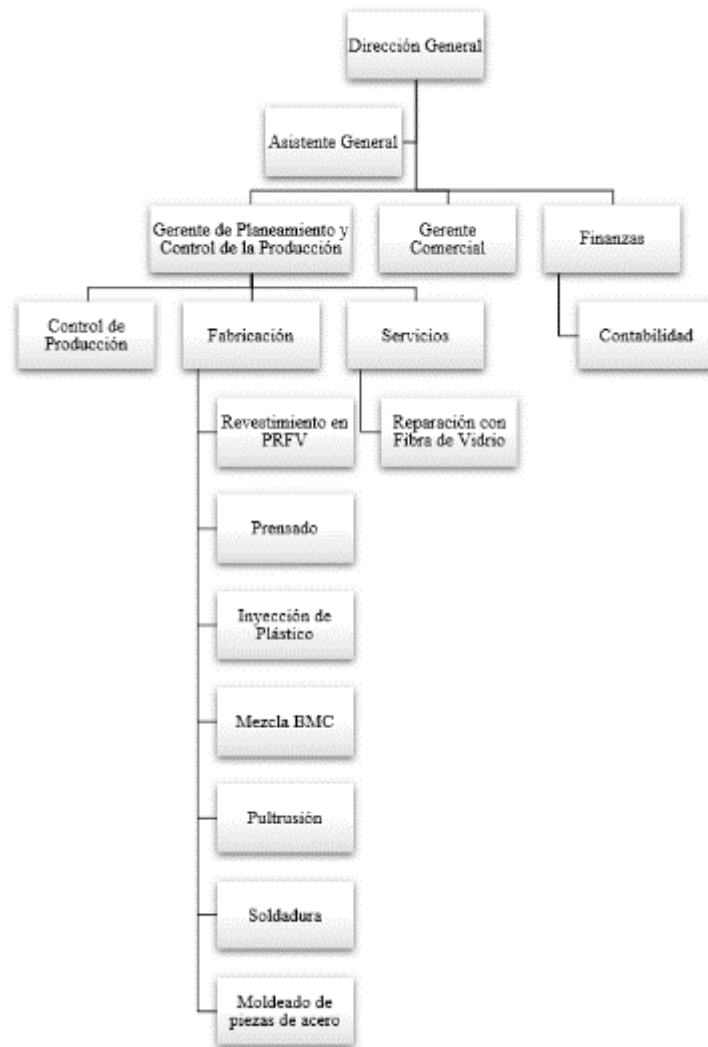 Dirección General
Asistente General
Gerente de Planeamiento y
Control de la Producción
Gerente
Comercial
Finanzas
Control de
Producción
Fabricación
Servicios
Contabilidad
Revestimiento en
PRFV
Reparación con
Fibra de Vidrio
Prensado
Inyección de
Plástico
Mezcla BMC
Pultrusión
Soldadura
Moldeado de
piezas de acero